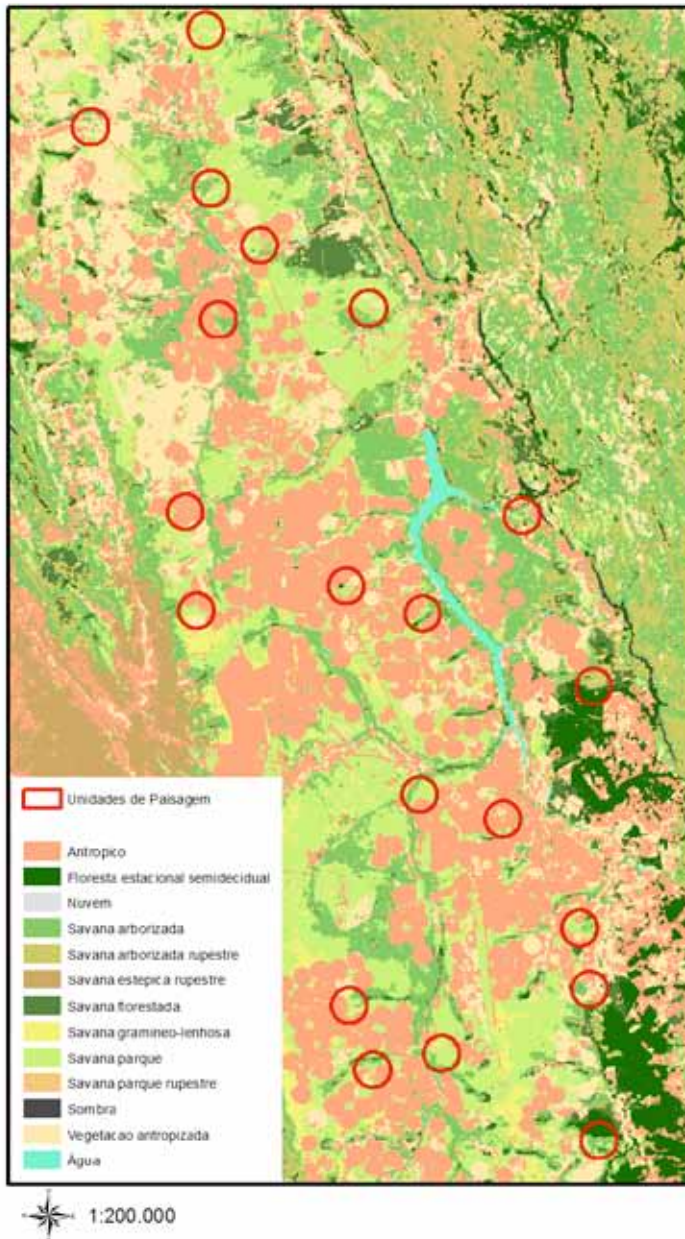 Unidades de Paisagem
Antropico
Floresta estacional semidecidual
Nuvem
Savana arborizada
Savana arborizada rupestre
Savana estepica rupestre
Savana florestada
Savana gramineo-lenhosa
Savana parque
Savana parque rupestre
Sombra
Vegetacao antropizada
Água
1:200.000